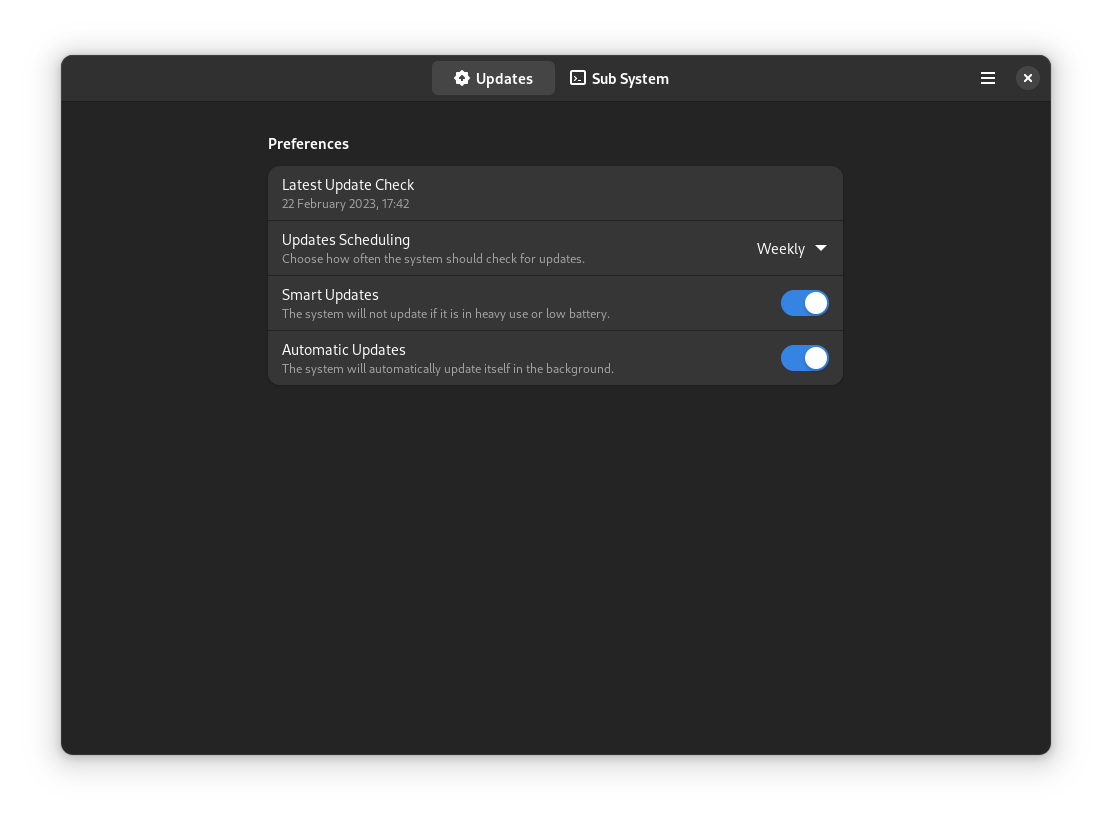 Updates
Sub System
Preferences
Latest Update Check
22 February 2023, 17:42
Updates Scheduling
Choose how often the system should check for updates.
Weekly
Smart Updates
The system will not update if it is in heavy use or low battery.
Automatic Updates
The system will automatically update itself in the background.